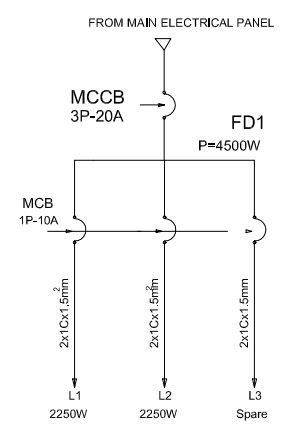 FROM MAIN ELECTRICAL PANEL
MCCB
3P-20A
FD1
P=4500W
MCB
1P-10A
2x1Cx1.5mm²
2x1Cx1.5mm²
2x1Cx1.5mm
L1
L2
L3
2250W
2250W
Spare